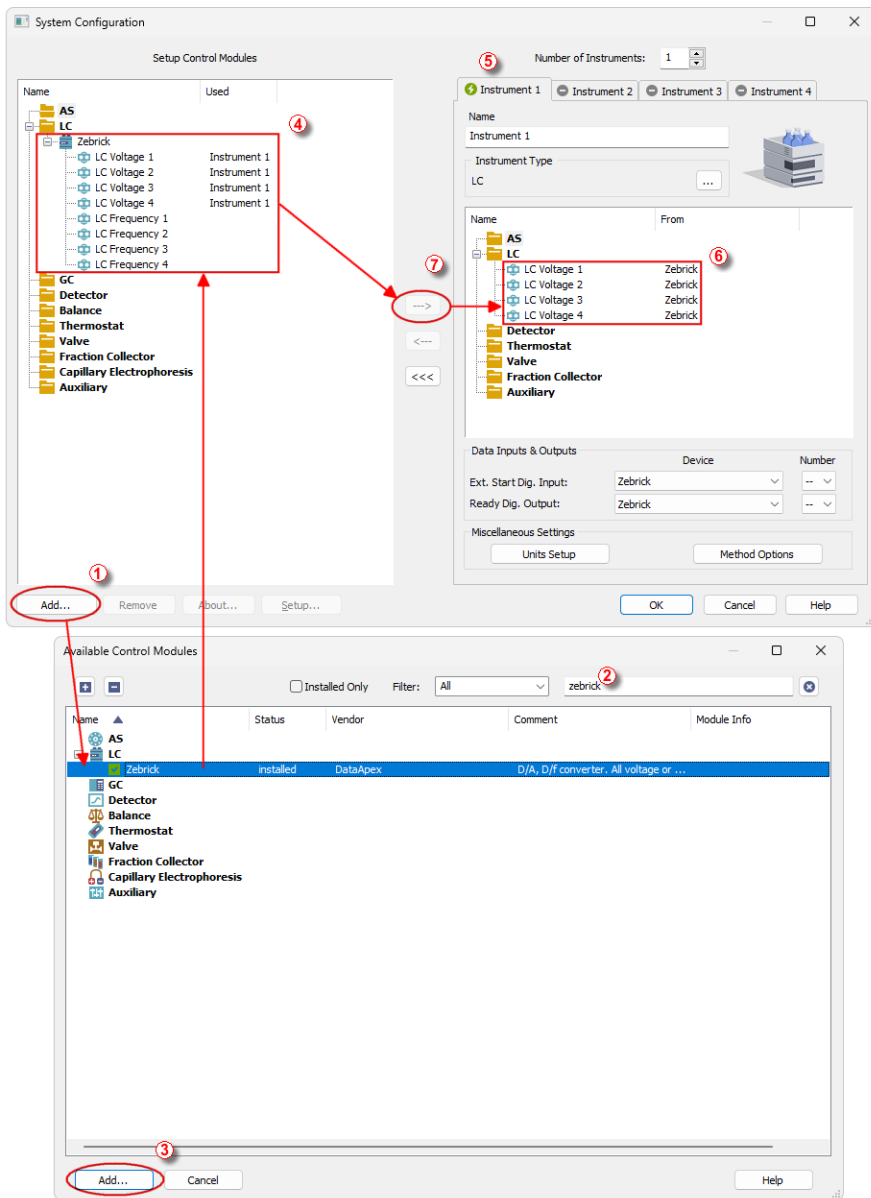 System Configuration
Setup Control Modules
Number of Instruments: 1
⑤
Name Used
④
AS
LC
Zebrick
LC Voltage 1 Instrument 1
LC Voltage 2 Instrument 1
LC Voltage 3 Instrument 1
LC Voltage 4 Instrument 1
LC Frequency 1
LC Frequency 2
LC Frequency 3
LC Frequency 4
GC
Detector
Balance
Thermostat
Valve
Fraction Collector
Capillary Electrophoresis
Auxiliary
⑦
--->
<---
<<<
Instrument 1 Instrument 2 Instrument 3 Instrument 4
Name
Instrument 1
Instrument Type
LC ...
Name From
AS
LC
⑥
LC Voltage 1 Zebrick
LC Voltage 2 Zebrick
LC Voltage 3 Zebrick
LC Voltage 4 Zebrick
Detector
Thermostat
Valve
Fraction Collector
Auxiliary
Data Inputs & Outputs
Device Number
Ext. Start Dig. Input: Zebrick --
Ready Dig. Output: Zebrick --
Miscellaneous Settings
Units Setup Method Options
①
Add... Remove About... Setup...
OK Cancel Help
Available Control Modules
Installed Only Filter: All zebrick ②
Name Status Vendor Comment Module Info
AS
LC
Zebrick installed DataApex D/A, D/f converter. All voltage or ...
GC
Detector
Balance
Thermostat
Valve
Fraction Collector
Capillary Electrophoresis
Auxiliary
③
Add... Cancel Help